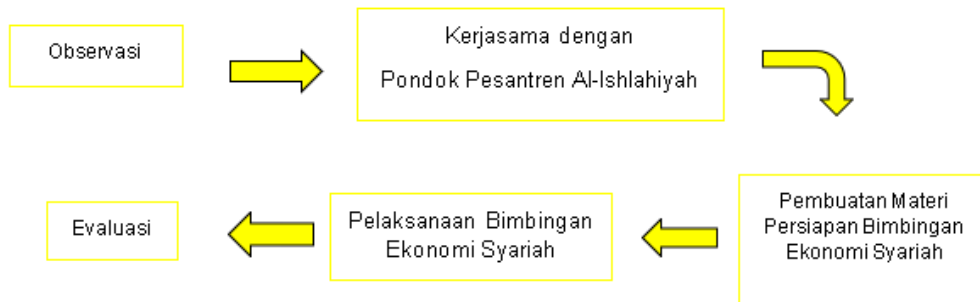 Observasi
Kerjasama dengan
Pondok Pesantren Al-Ishlahiyah
Pembuatan Materi
Persiapan Bimbingan
Ekonomi Syariah
Pelaksanaan Bimbingan
Ekonomi Syariah
Evaluasi